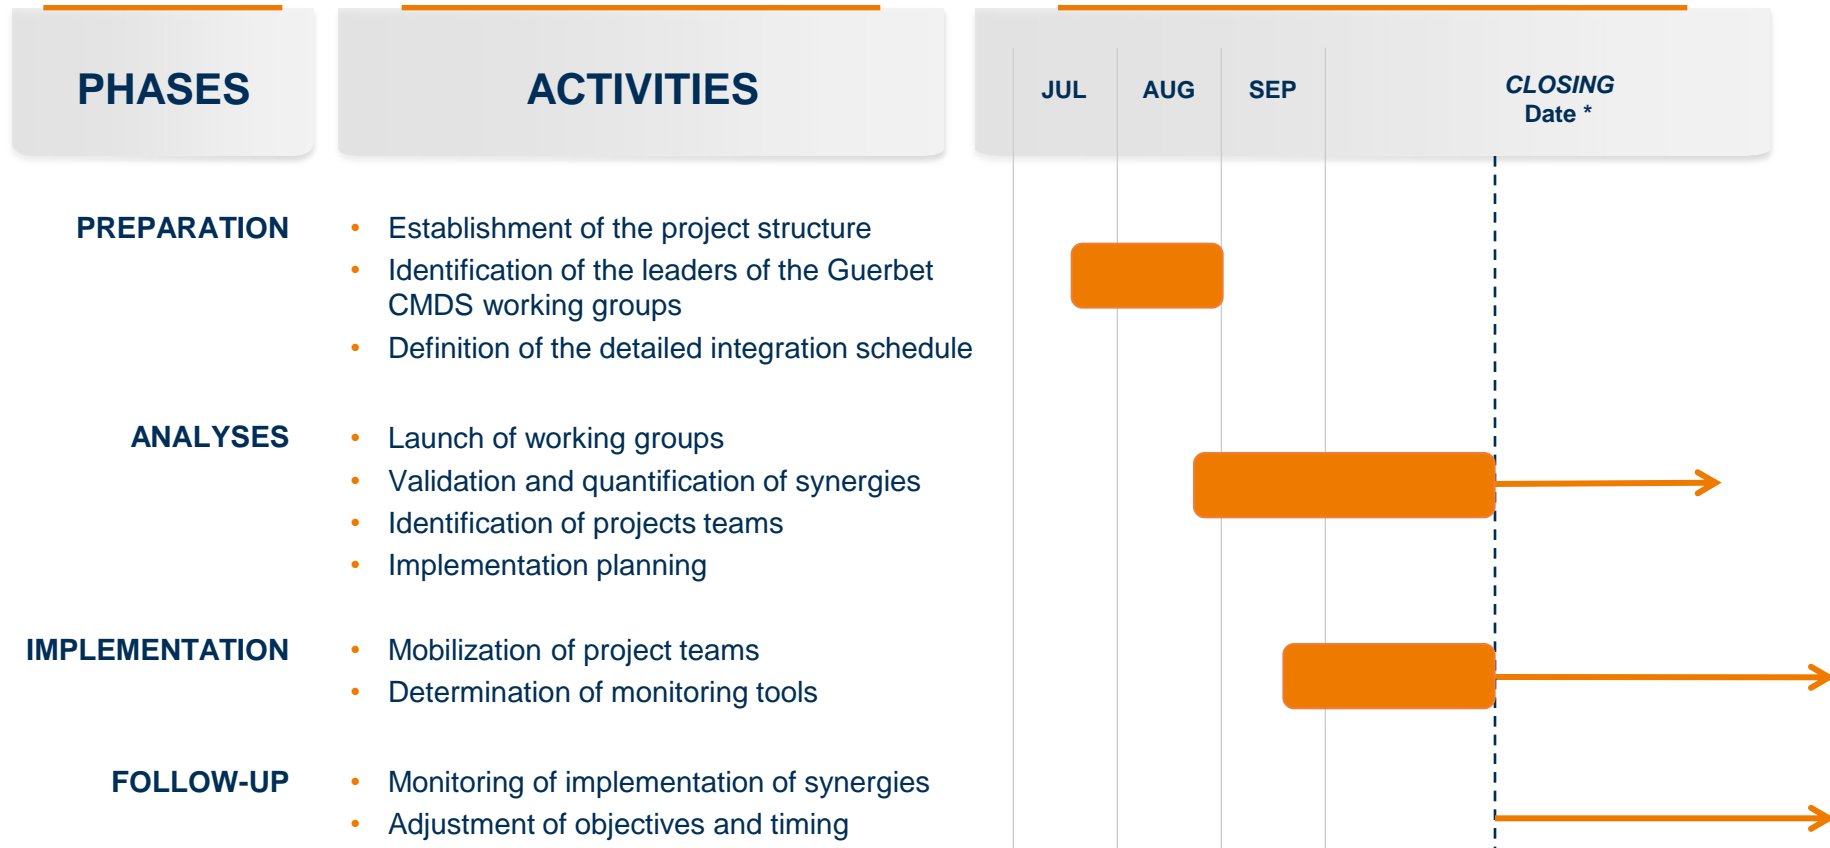 PHASES
ACTIVITIES
JUL
AUG
SEP
CLOSING
Date *
PREPARATION
• Establishment of the project structure
• Identification of the leaders of the Guerbet
CMDS working groups
• Definition of the detailed integration schedule
ANALYSES
• Launch of working groups
• Validation and quantification of synergies
• Identification of projects teams
• Implementation planning
IMPLEMENTATION
• Mobilization of project teams
• Determination of monitoring tools
FOLLOW-UP
• Monitoring of implementation of synergies
• Adjustment of objectives and timing